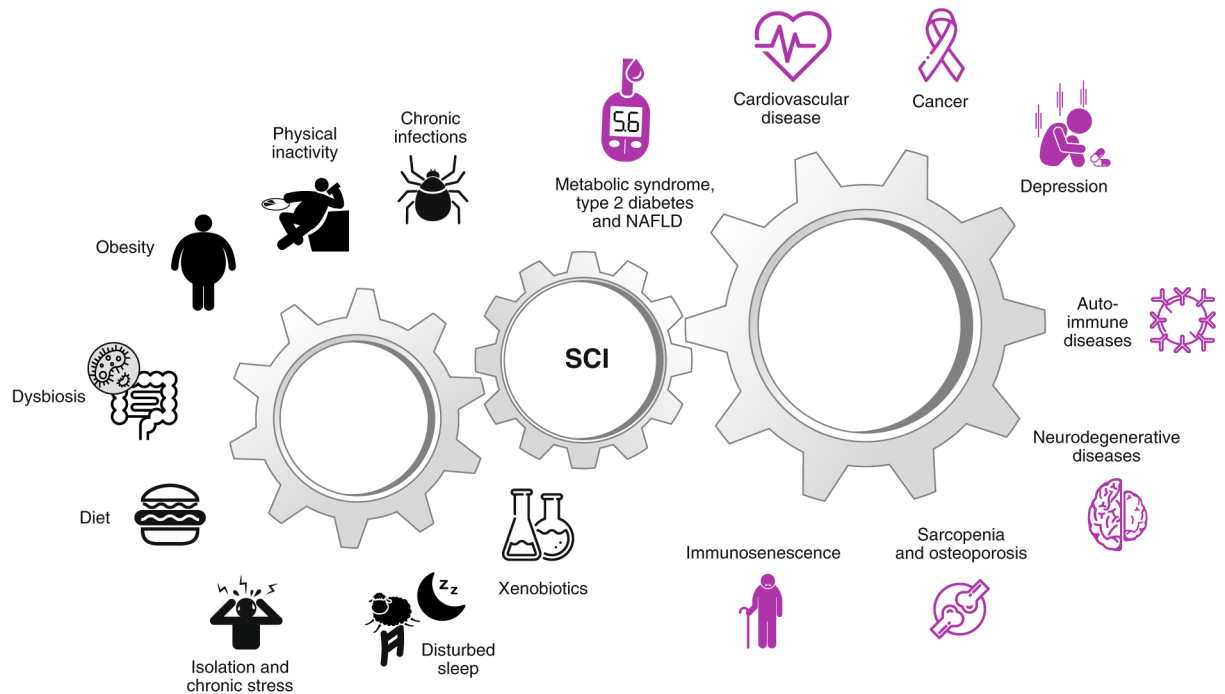 Chronic
infections
Physical
inactivity
Obesity
Dysbiosis
Diet
Isolation and
chronic stress
zz
Disturbed
sleep
Xenobiotics
SCI
5.6
Metabolic syndrome,
type 2 diabetes
and NAFLD
Cardiovascular
disease
Cancer
Depression
Auto-
immune
diseases
Neurodegenerative
diseases
Sarcopenia
and osteoporosis
Immunosenescence